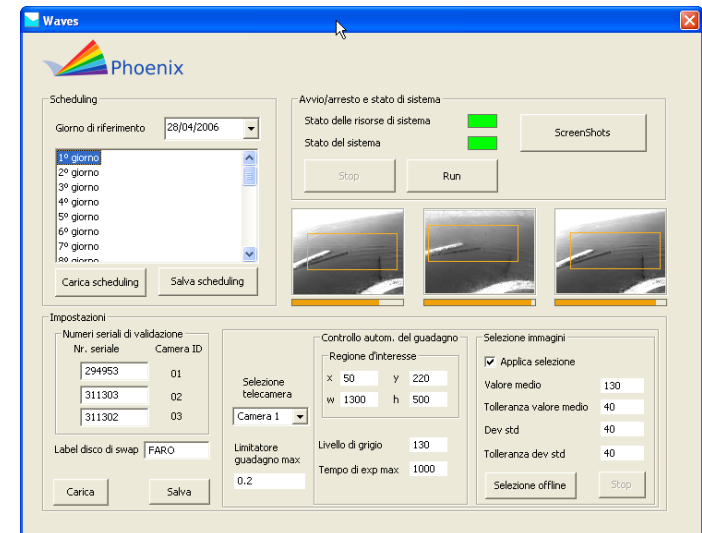 Waves
Phoenix
Scheduling
Giorno di riferimento 28/04/2006
1º giorno
2º giorno
3º giorno
4º giorno
5º giorno
6º giorno
7º giorno
8º giorno
Carica scheduling Salva scheduling
Avvio/arresto e stato di sistema
Stato delle risorse di sistema
Stato del sistema
ScreenShots
Stop Run
Impostazioni
Numeri seriali di validazione
Nr. seriale Camera ID
294953 01
311303 02
311302 03
Label disco di swap FARO
Carica Salva
Selezione
telecamera
Camera 1
Limitatore
guadagno max
0.2
Controllo autom. del guadagno
Regione d'interesse
x 50 y 220
w 1300 h 500
Livello di grigio 130
Tempo di exp max 1000
Selezione immagini
Applica selezione
Valore medio 130
Tolleranza valore medio 40
Dev std 40
Tolleranza dev std 40
Selezione offline Stop